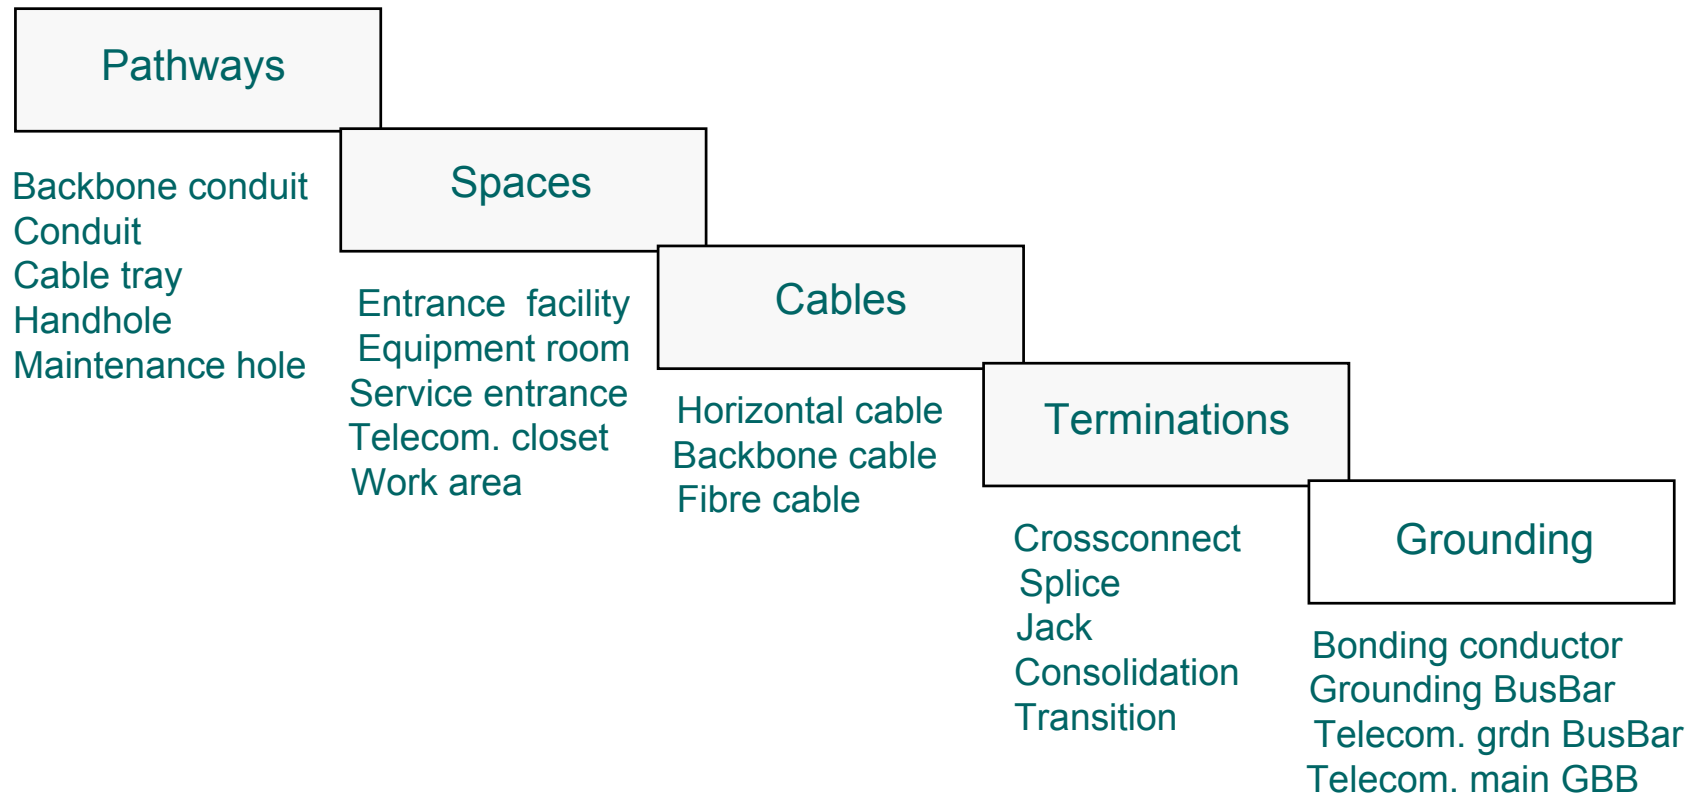 Pathways
Backbone conduit
Conduit
Cable tray
Handhole
Maintenance hole
Spaces
Entrance  facility
Equipment room
Service entrance
Telecom. closet
Work area
Cables
Horizontal cable
Backbone cable
Fibre cable
Terminations
Crossconnect
Splice
Jack
Consolidation
Transition
Grounding
Bonding conductor
Grounding BusBar
Telecom. grdn BusBar
Telecom. main GBB